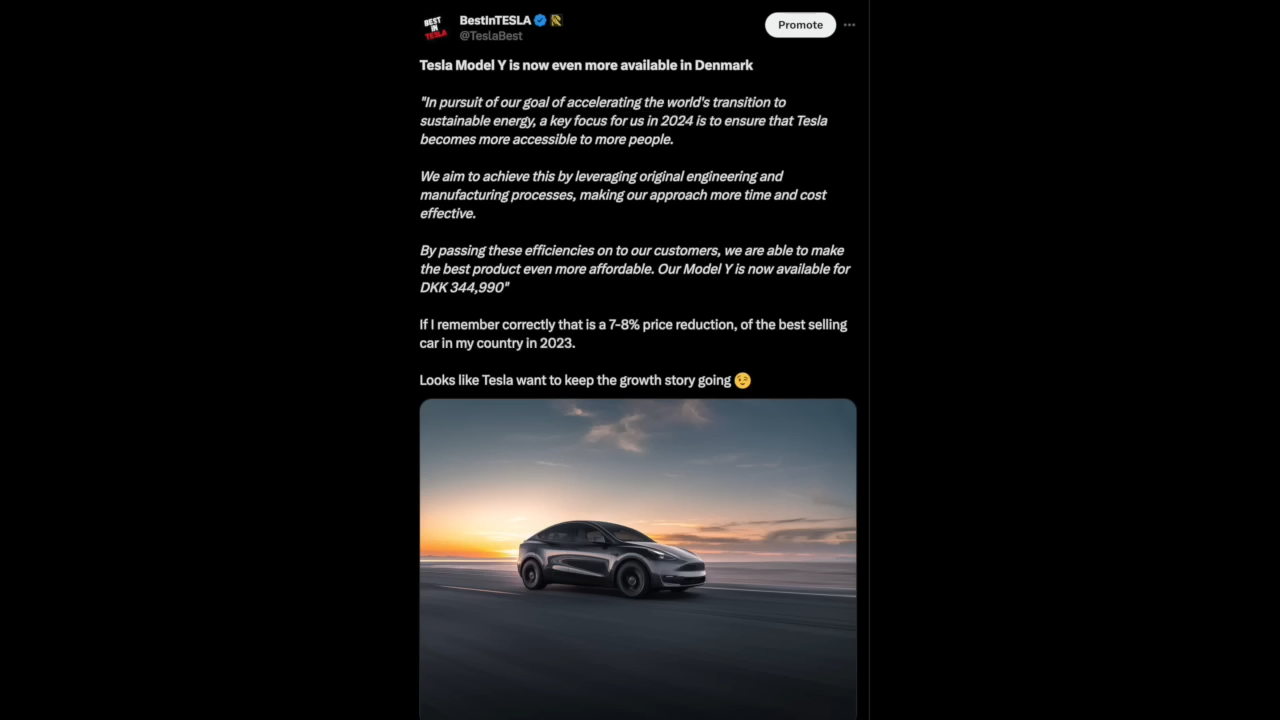 BEST
IN
TESLA
BestInTESLA
@TeslaBest
Promote
Tesla Model Y is now even more available in Denmark
"In pursuit of our goal of accelerating the world's transition to
sustainable energy, a key focus for us in 2024 is to ensure that Tesla
becomes more accessible to more people.
We aim to achieve this by leveraging original engineering and
manufacturing processes, making our approach more time and cost
effective.
By passing these efficiencies on to our customers, we are able to make
the best product even more affordable. Our Model Y is now available for
DKK 344,990"
If I remember correctly that is a 7-8% price reduction, of the best selling
car in my country in 2023.
Looks like Tesla want to keep the growth story going 😉